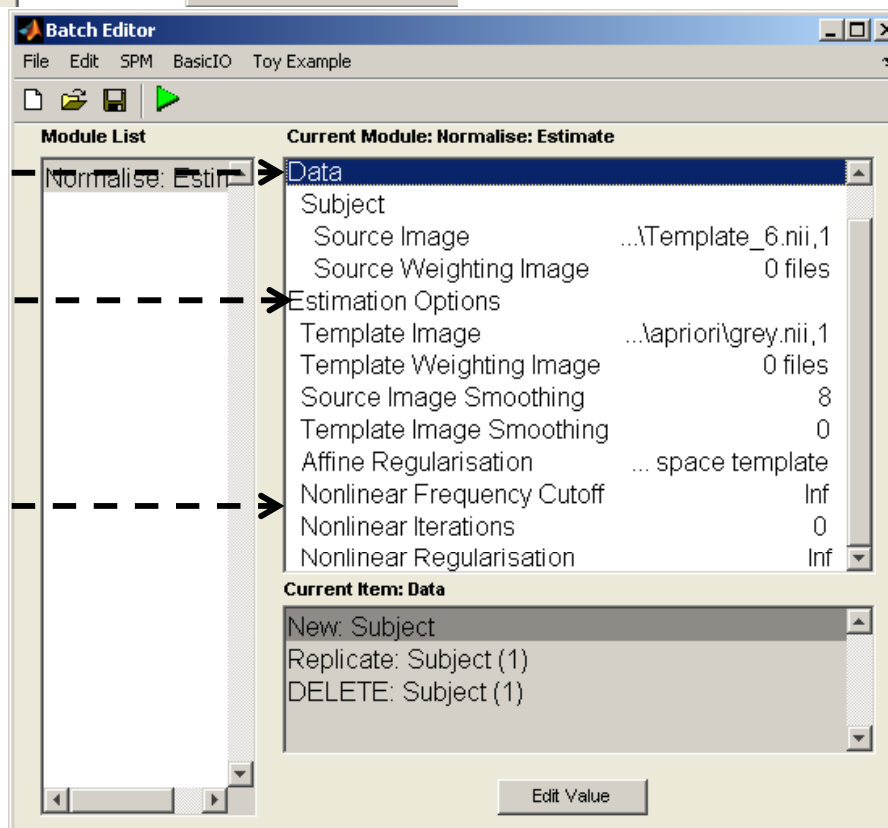 Batch Editor
File Edit SPM BasicIO Toy Example
Module List
Normalise: Estin
Current Module: Normalise: Estimate
Data
Subject
Source Image ...\Template_6.nii,1
Source Weighting Image 0 files
Estimation Options
Template Image ...\apriori\grey.nii,1
Template Weighting Image 0 files
Source Image Smoothing 8
Template Image Smoothing 0
Affine Regularisation ... space template
Nonlinear Frequency Cutoff Inf
Nonlinear Iterations 0
Nonlinear Regularisation Inf
Current Item: Data
New: Subject
Replicate: Subject (1)
DELETE: Subject (1)
Edit Value